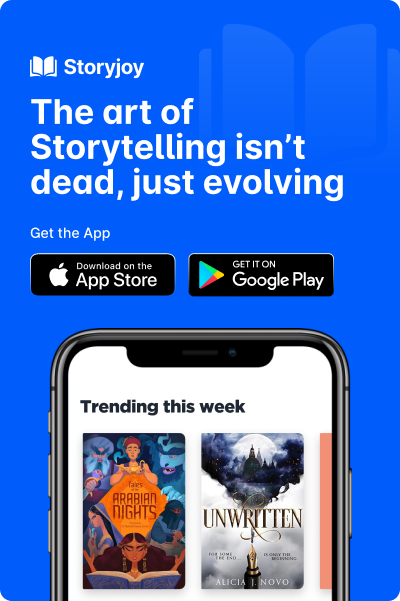 Storyjoy
The art of
Storytelling isn’t
dead, just evolving
Get the App
Download on the
App Store
GET IT ON
Google Play
Trending this week
Tales
ARABIAN
NIGHTS
UNWRITTEN
FOR SOME
THE END
IS ONLY THE
BEGINNING
ALICIA J. NOVO